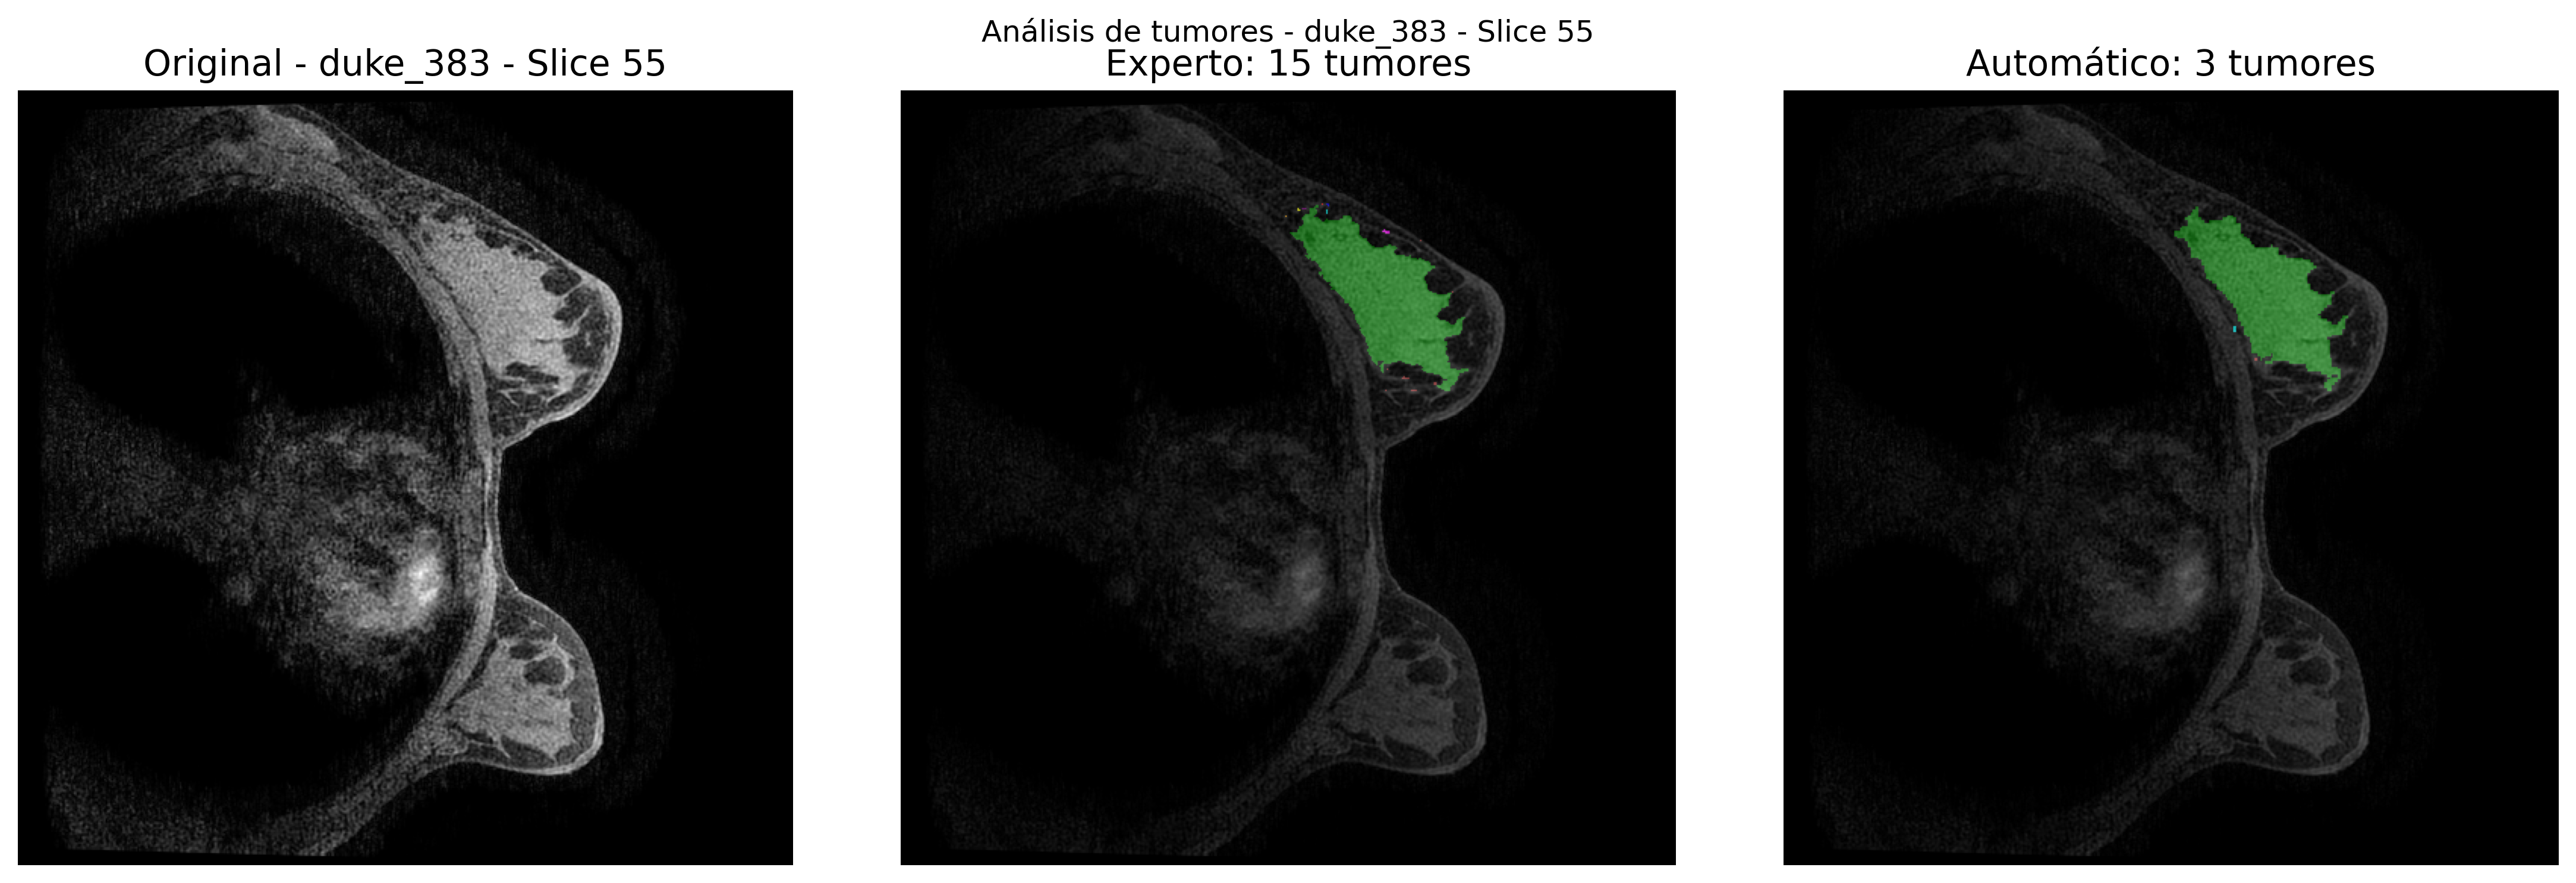 Análisis de tumores - duke_383 - Slice 55
Original - duke_383 - Slice 55
Experto: 15 tumores
Automático: 3 tumores